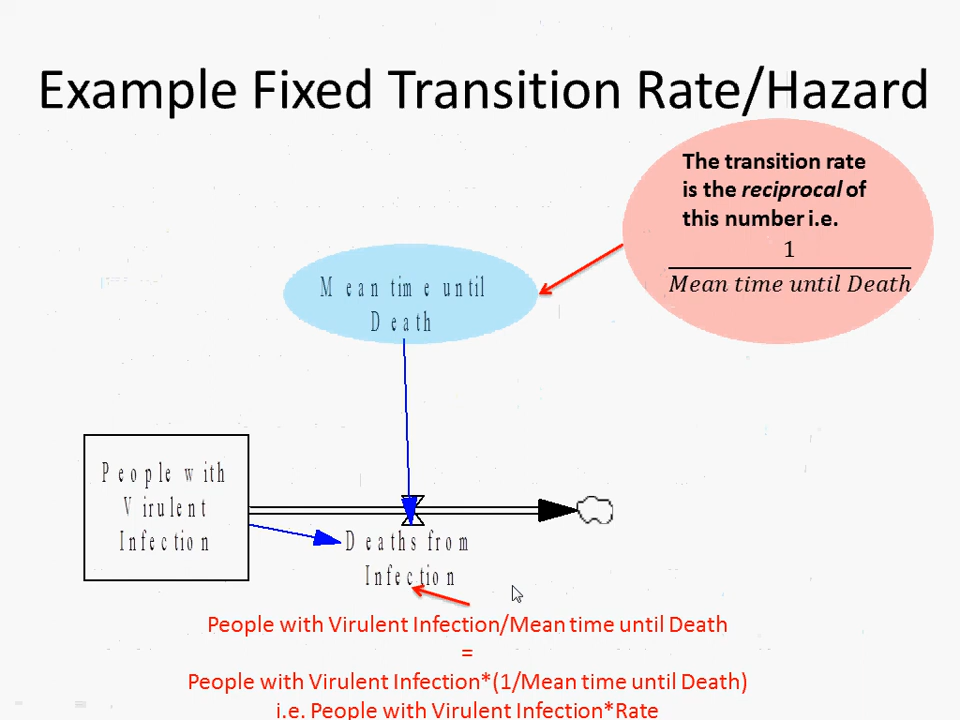 Example Fixed Transition Rate/Hazard
The transition rate
is the reciprocal of
this number i.e.
1
Mean time until Death
Mean time until
Death
People with
Virulent
Infection
Deaths from
Infection
People with Virulent Infection/Mean time until Death
=
People with Virulent Infection*(1/Mean time until Death)
i.e. People with Virulent Infection*Rate